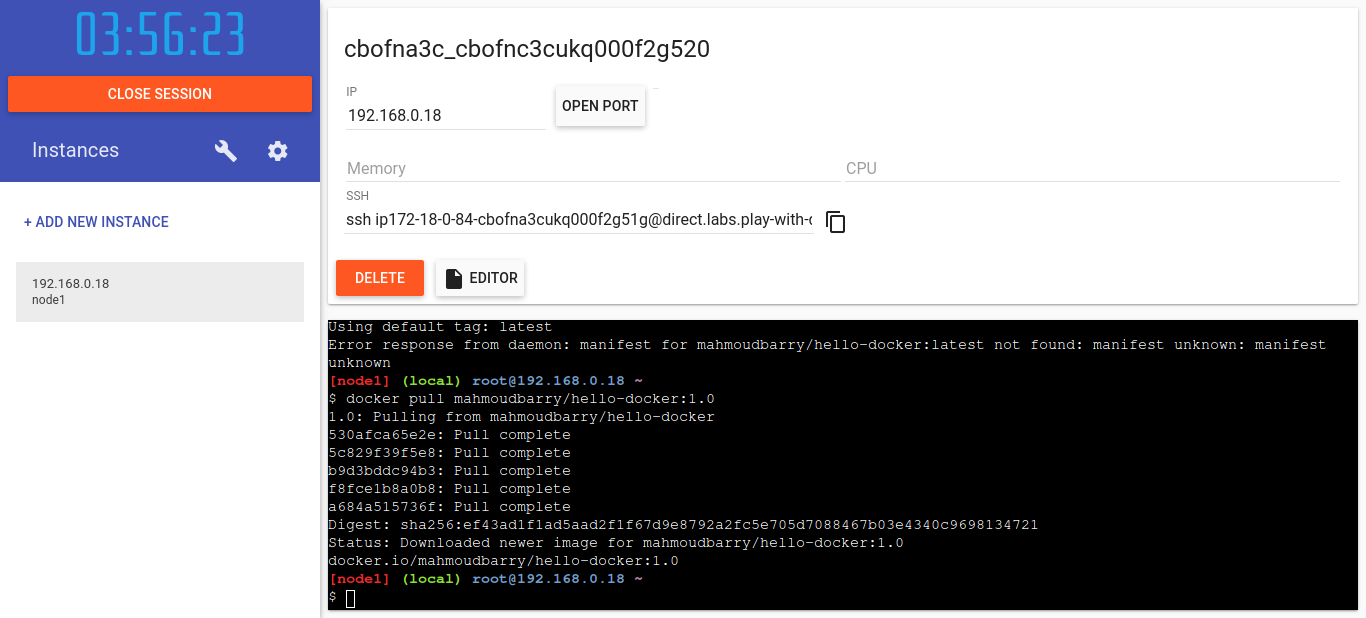 03:56:23
CLOSE SESSION
Instances
+ ADD NEW INSTANCE
192.168.0.18
node1
cbofna3c_cbofnc3cukq000f2g520
IP
192.168.0.18
OPEN PORT
Memory
CPU
SSH
ssh ip172-18-0-84-cbofna3cukq000f2g51g@direct.labs.play-with-
DELETE
EDITOR
Using default tag: latest
Error response from daemon: manifest for mahmoudbarry/hello-docker:latest not found: manifest unknown: manifest
unknown
[node1] (local) root@192.168.0.18 ~
$ docker pull mahmoudbarry/hello-docker:1.0
1.0: Pulling from mahmoudbarry/hello-docker
530afca65e2e: Pull complete
5c829f39f5e8: Pull complete
b9d3bddc94b3: Pull complete
f8fce1b8a0b8: Pull complete
a684a515736f: Pull complete
Digest: sha256:ef43ad1f1ad5aad2f1f67d9e8792a2fc5e705d7088467b03e4340c9698134721
Status: Downloaded newer image for mahmoudbarry/hello-docker:1.0
docker.io/mahmoudbarry/hello-docker:1.0
[node1] (local) root@192.168.0.18 ~
$